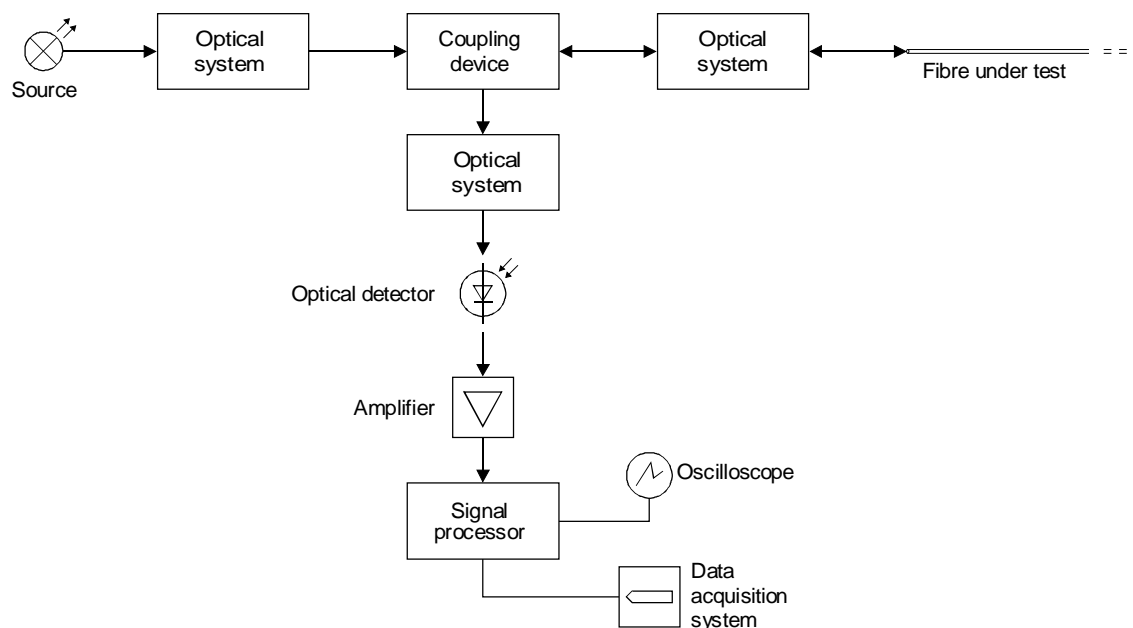 Source
Optical
system
Coupling
device
Optical
system
Fibre under test
Optical
system
Optical detector
Amplifier
Signal
processor
Oscilloscope
Data
acquisition
system